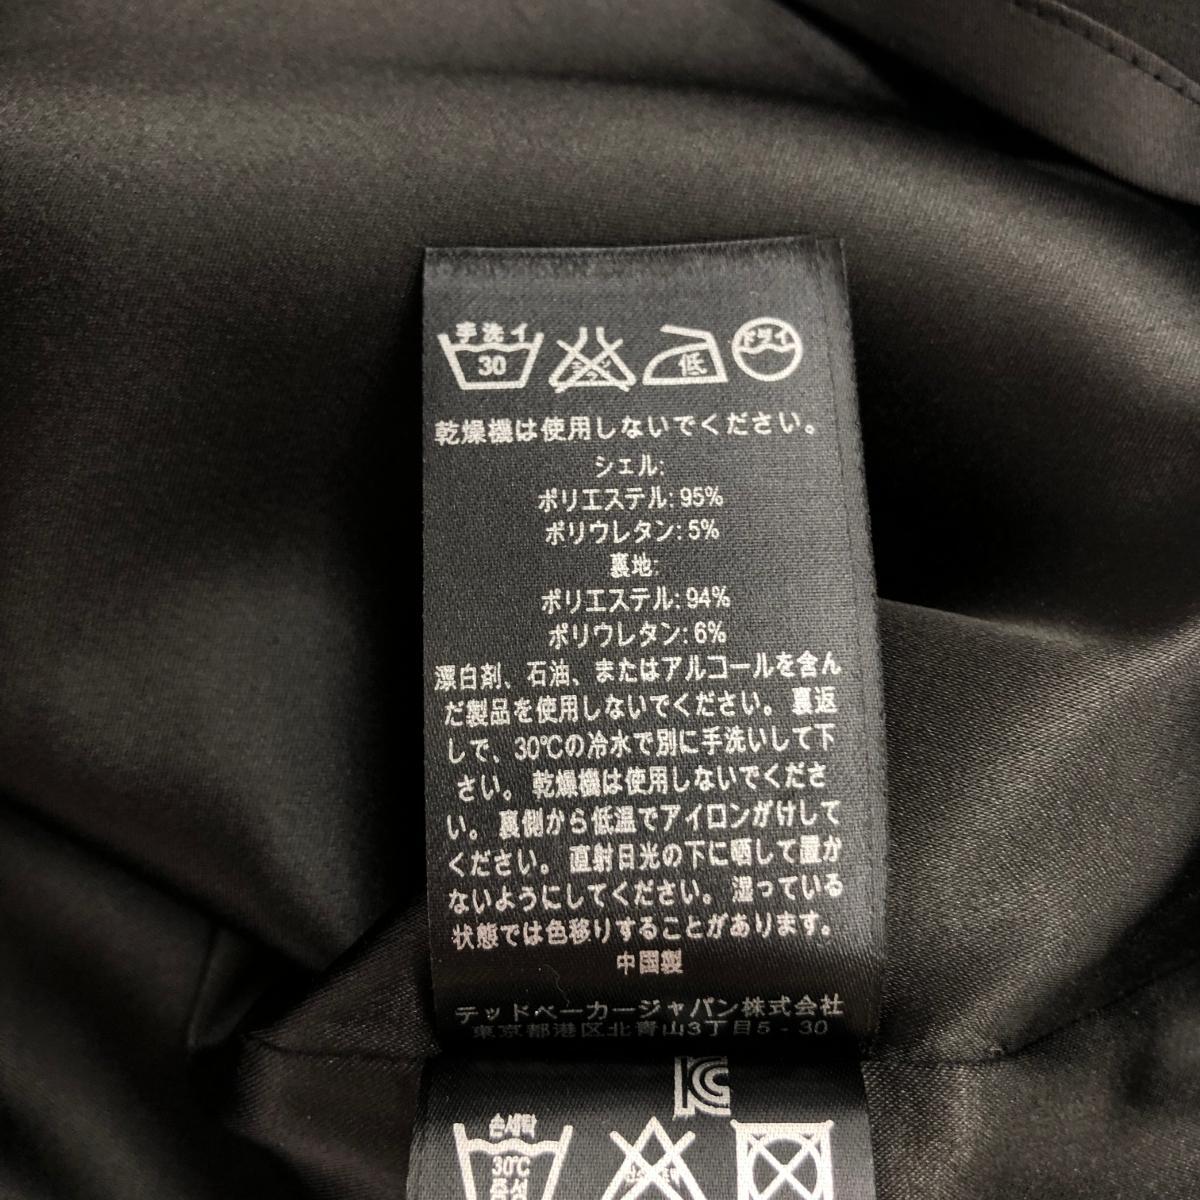 手洗イ
30
低
ドライ
乾燥機は使用しないでください。
シェル:
ポリエステル: 95%
ポリウレタン: 5%
裏地:
ポリエステル: 94%
ポリウレタン: 6%
漂白剤、石油、またはアルコールを含ん
だ製品を使用しないでください。裏返
して、30℃の冷水で別に手洗いして下
さい。乾燥機は使用しないでくださ
い。裏側から低温でアイロンがけして
ください。直射日光の下に晒して置か
ないようにしてください。湿っている
状態では色移りすることがあります。
中国製
テッドベーカージャパン株式会社
東京都港区北青山3丁目5 - 30
손세탁
30℃
중성